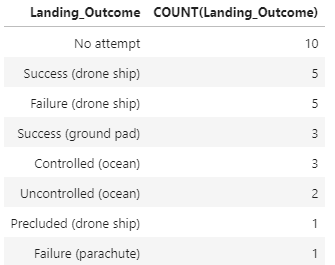 Landing_Outcome COUNT(Landing_Outcome)
No attempt 10
Success (drone ship) 5
Failure (drone ship) 5
Success (ground pad) 3
Controlled (ocean) 3
Uncontrolled (ocean) 2
Precluded (drone ship) 1
Failure (parachute) 1